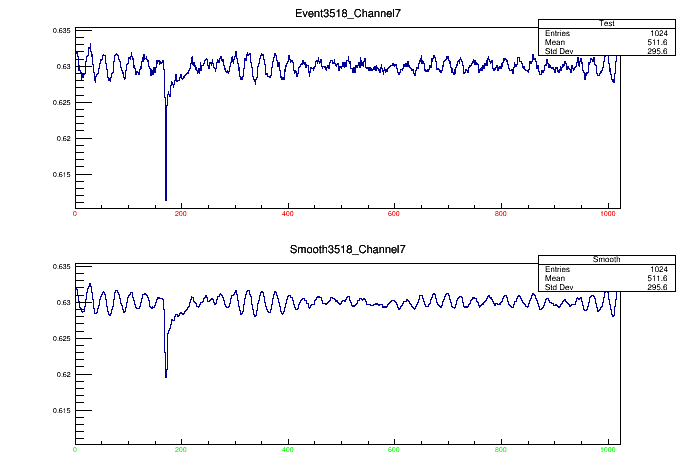 Event3518_Channel7
Test
Entries 1024
Mean 511.6
Std Dev 295.6
0.635
0.63
0.625
0.62
0.615
0 200 400 600 800 1000
Smooth3518_Channel7
Smooth
Entries 1024
Mean 511.6
Std Dev 295.6
0.635
0.63
0.625
0.62
0.615
0 200 400 600 800 1000